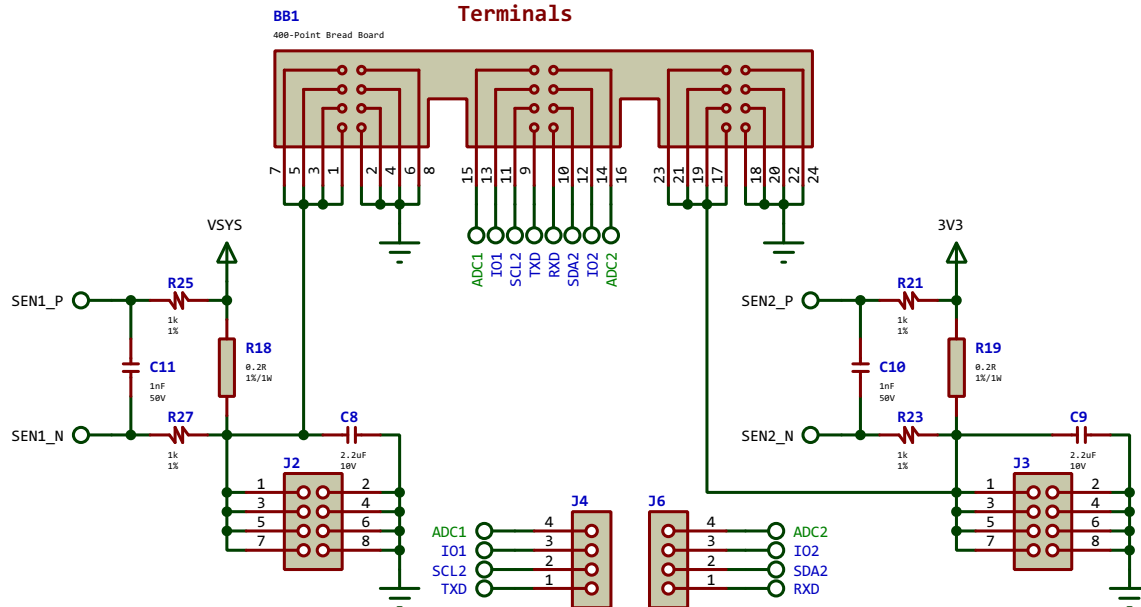 Terminals
BB1
400-Point Bread Board
7 5 3 1 2 4 6 8 15 13 11 9 10 12 14 16 23 21 19 17 18 20 22 24
ADC1 IO1 SCL2 TXD RXD SDA2 IO2 ADC2
VSYS
SEN1_P
R25
1k
1%
C11
1nF
50V
R18
0.2R
1%/1W
SEN1_N
R27
1k
1%
C8
2.2uF
10V
J2
1 2
3 4
5 6
7 8
3V3
SEN2_P
R21
1k
1%
C10
1nF
50V
R19
0.2R
1%/1W
SEN2_N
R23
1k
1%
C9
2.2uF
10V
J3
1 2
3 4
5 6
7 8
J4
ADC1 4
IO1 3
SCL2 2
TXD 1
J6
4 ADC2
3 IO2
2 SDA2
1 RXD